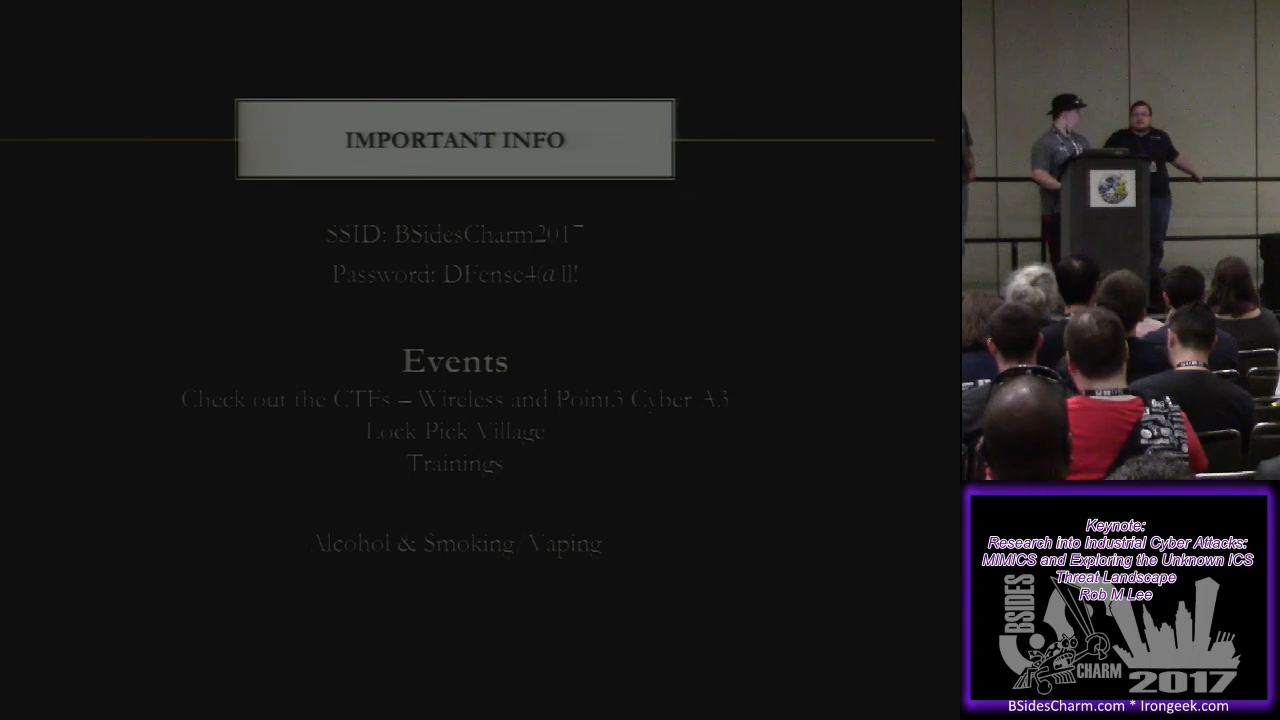 IMPORTANT INFO
SSID: BSidesCharm2017
Password: DFense4@ll!
Events
Check out the CTFs – Wireless and Point3 Cyber A3
Lock Pick Village
Trainings
Alcohol & Smoking/Vaping
Keynote:
Research into Industrial Cyber Attacks:
MIMICS and Exploring the Unknown ICS
Threat Landscape
Rob M Lee
BSIDES
CHARM
2017
BSidesCharm.com * Irongeek.com